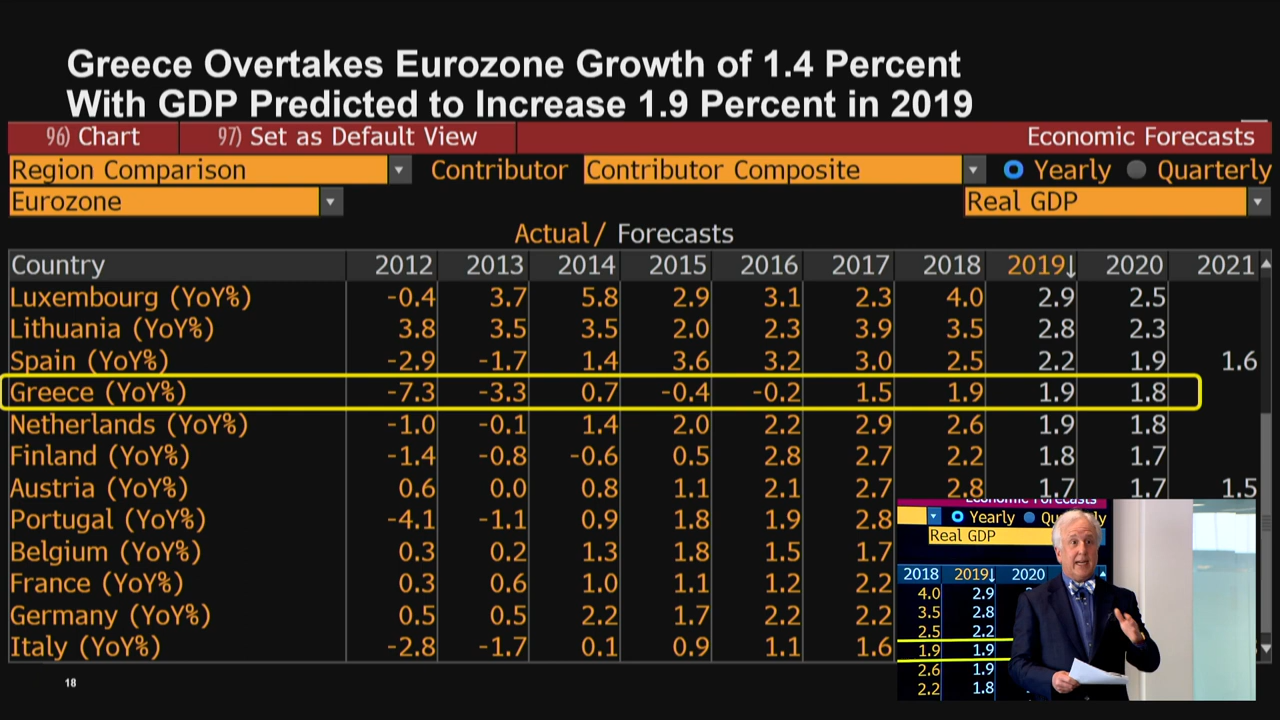 Greece Overtakes Eurozone Growth of 1.4 Percent
With GDP Predicted to Increase 1.9 Percent in 2019
96) Chart 97) Set as Default View Economic Forecasts
Region Comparison Contributor Contributor Composite Yearly Quarterly
Eurozone Real GDP
Actual/ Forecasts
Country 2012 2013 2014 2015 2016 2017 2018 2019↓ 2020 2021
Luxembourg (YoY%) -0.4 3.7 5.8 2.9 3.1 2.3 4.0 2.9 2.5
Lithuania (YoY%) 3.8 3.5 3.5 2.0 2.3 3.9 3.5 2.8 2.3
Spain (YoY%) -2.9 -1.7 1.4 3.6 3.2 3.0 2.5 2.2 1.9 1.6
Greece (YoY%) -7.3 -3.3 0.7 -0.4 -0.2 1.5 1.9 1.9 1.8
Netherlands (YoY%) -1.0 -0.1 1.4 2.0 2.2 2.9 2.6 1.9 1.8
Finland (YoY%) -1.4 -0.8 -0.6 0.5 2.8 2.7 2.2 1.8 1.7
Austria (YoY%) 0.6 0.0 0.8 1.1 2.1 2.7 2.8 1.7 1.7 1.5
Portugal (YoY%) -4.1 -1.1 0.9 1.8 1.9 2.8
Belgium (YoY%) 0.3 0.2 1.3 1.8 1.5 1.7
France (YoY%) 0.3 0.6 1.0 1.1 1.2 2.2
Germany (YoY%) 0.5 0.5 2.2 1.7 2.2 2.2
Italy (YoY%) -2.8 -1.7 0.1 0.9 1.1 1.6
Economic Forecasts
Yearly
Real GDP
2018 2019↓ 2020
4.0 2.9
3.5 2.8
2.5 2.2
1.9 1.9
2.6 1.9
2.2 1.8
18